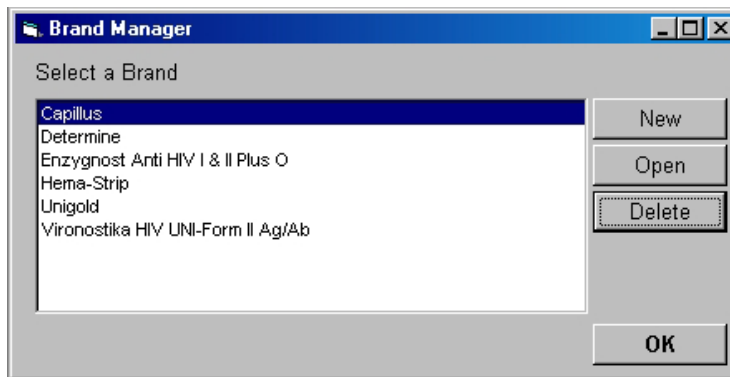 Brand Manager
Select a Brand
Capillus
Determine
Enzygnost Anti HIV I & II Plus O
Hema-Strip
Unigold
Vironostika HIV UNI-Form II Ag/Ab
New
Open
Delete
OK